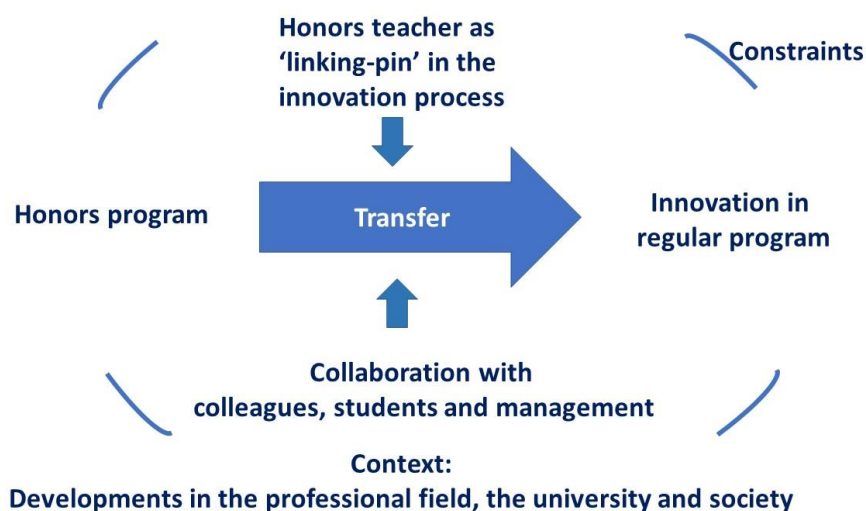 Honors teacher as
‘linking-pin’ in the
innovation process
Constraints
Honors program
Transfer
Innovation in
regular program
Collaboration with
colleagues, students and management
Context:
Developments in the professional field, the university and society